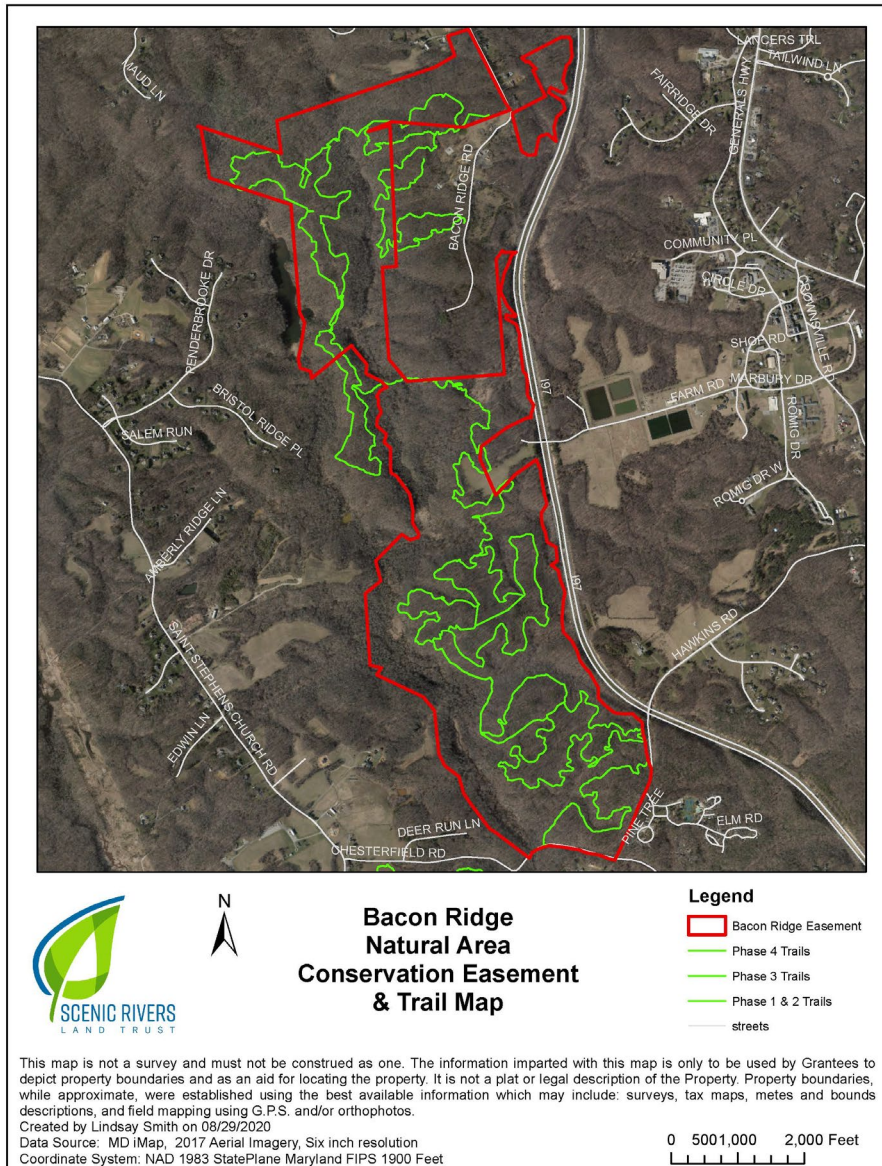 LANCERS TRL
TAILWIND LN
MAUD LN
FAIRRIDGE DR
GENERALS HWY
BACON RIDGE RD
COMMUNITY PL
CIRCLE DR
CROWNSVILLE RD
PENDERBROOKE DR
SHOP RD
I97
MARBURY DR
FARM RD
BRISTOL RIDGE PL
ROMIG DR
SALEM RUN
ROMIG DR W
AMBERLY RIDGE LN
I97
HAWKINS RD
SAINT STEPHENS CHURCH RD
EDWIN LN
PINE TREE
ELM RD
DEER RUN LN
CHESTERFIELD RD
SCENIC RIVERS
LAND TRUST
N
Bacon Ridge
Natural Area
Conservation Easement
& Trail Map
Legend
Bacon Ridge Easement
Phase 4 Trails
Phase 3 Trails
Phase 1 & 2 Trails
streets
This map is not a survey and must not be construed as one. The information imparted with this map is only to be used by Grantees to
depict property boundaries and as an aid for locating the property. It is not a plat or legal description of the Property. Property boundaries,
while approximate, were established using the best available information which may include: surveys, tax maps, metes and bounds
descriptions, and field mapping using G.P.S. and/or orthophotos.
Created by Lindsay Smith on 08/29/2020
Data Source: MD iMap, 2017 Aerial Imagery, Six inch resolution
Coordinate System: NAD 1983 StatePlane Maryland FIPS 1900 Feet
0 500 1,000 2,000 Feet